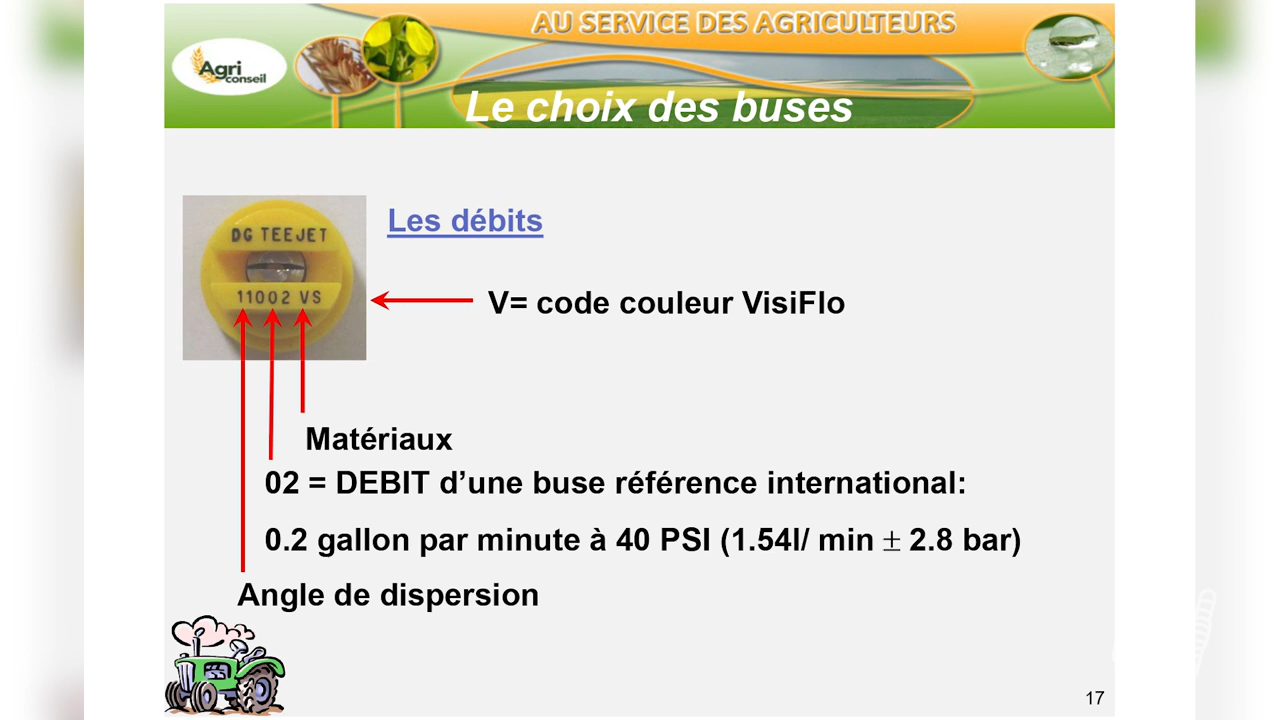 AU SERVICE DES AGRICULTEURS
Agri
conseil
Le choix des buses
DG TEEJET
11002 VS
Les débits
V= code couleur VisiFlo
Matériaux
02 = DEBIT d’une buse référence international:
0.2 gallon par minute à 40 PSI (1.54l/ min ± 2.8 bar)
Angle de dispersion
17